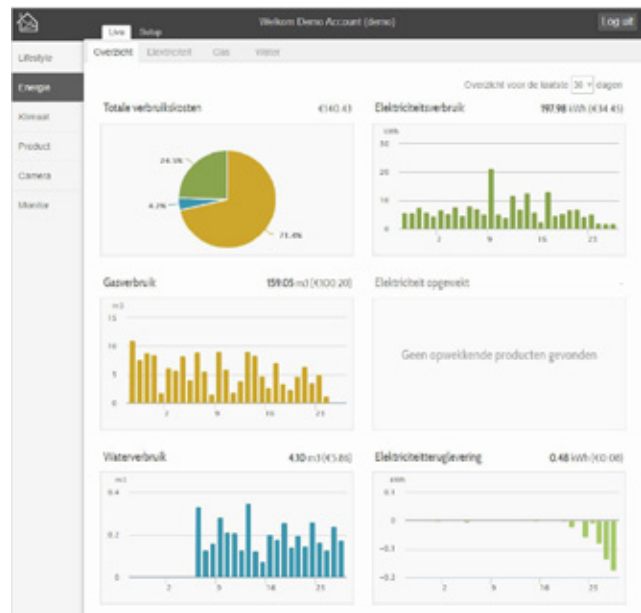 Welkom Demo Account (demo)
Log uit
Live Setup
Overzicht Electriciteit Gas Water
Lifestyle
Energie
Klimaat
Product
Camera
Monitor
Overzicht voor de laatste 30 dagen
Totale verbruikskosten €140.43
24.5%
4.2%
71.4%
Elektriciteitsverbruik 197.98 kWh (€34.45)
kWh
30
20
10
0
2 9 16 23
Gasverbruik 159.05 m3 (€100.20)
m3
15
10
5
0
2 9 16 23
Elektriciteit opgewekt -
Geen opwekkende producten gevonden
Waterverbruik 4.10 m3 (€5.86)
m3
0.4
0.2
0
2 9 16 23
Elektriciteitteruglevering 0.48 kWh (€0.08)
kWh
0.1
0
-0.1
-0.2
2 9 16 23